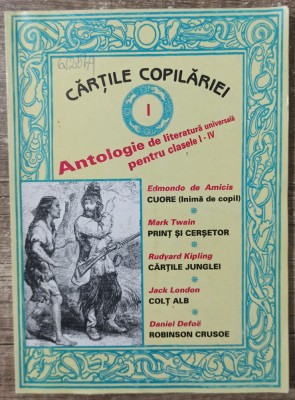 CĂRȚILE COPILĂRIEI
I
Antologie de literatură universală
pentru clasele I - IV
Edmondo de Amicis
CUORE (Inimă de copil)
Mark Twain
PRINȚ ȘI CERȘETOR
Rudyard Kipling
CĂRȚILE JUNGLEI
Jack London
COLȚ ALB
Daniel Defoë
ROBINSON CRUSOE